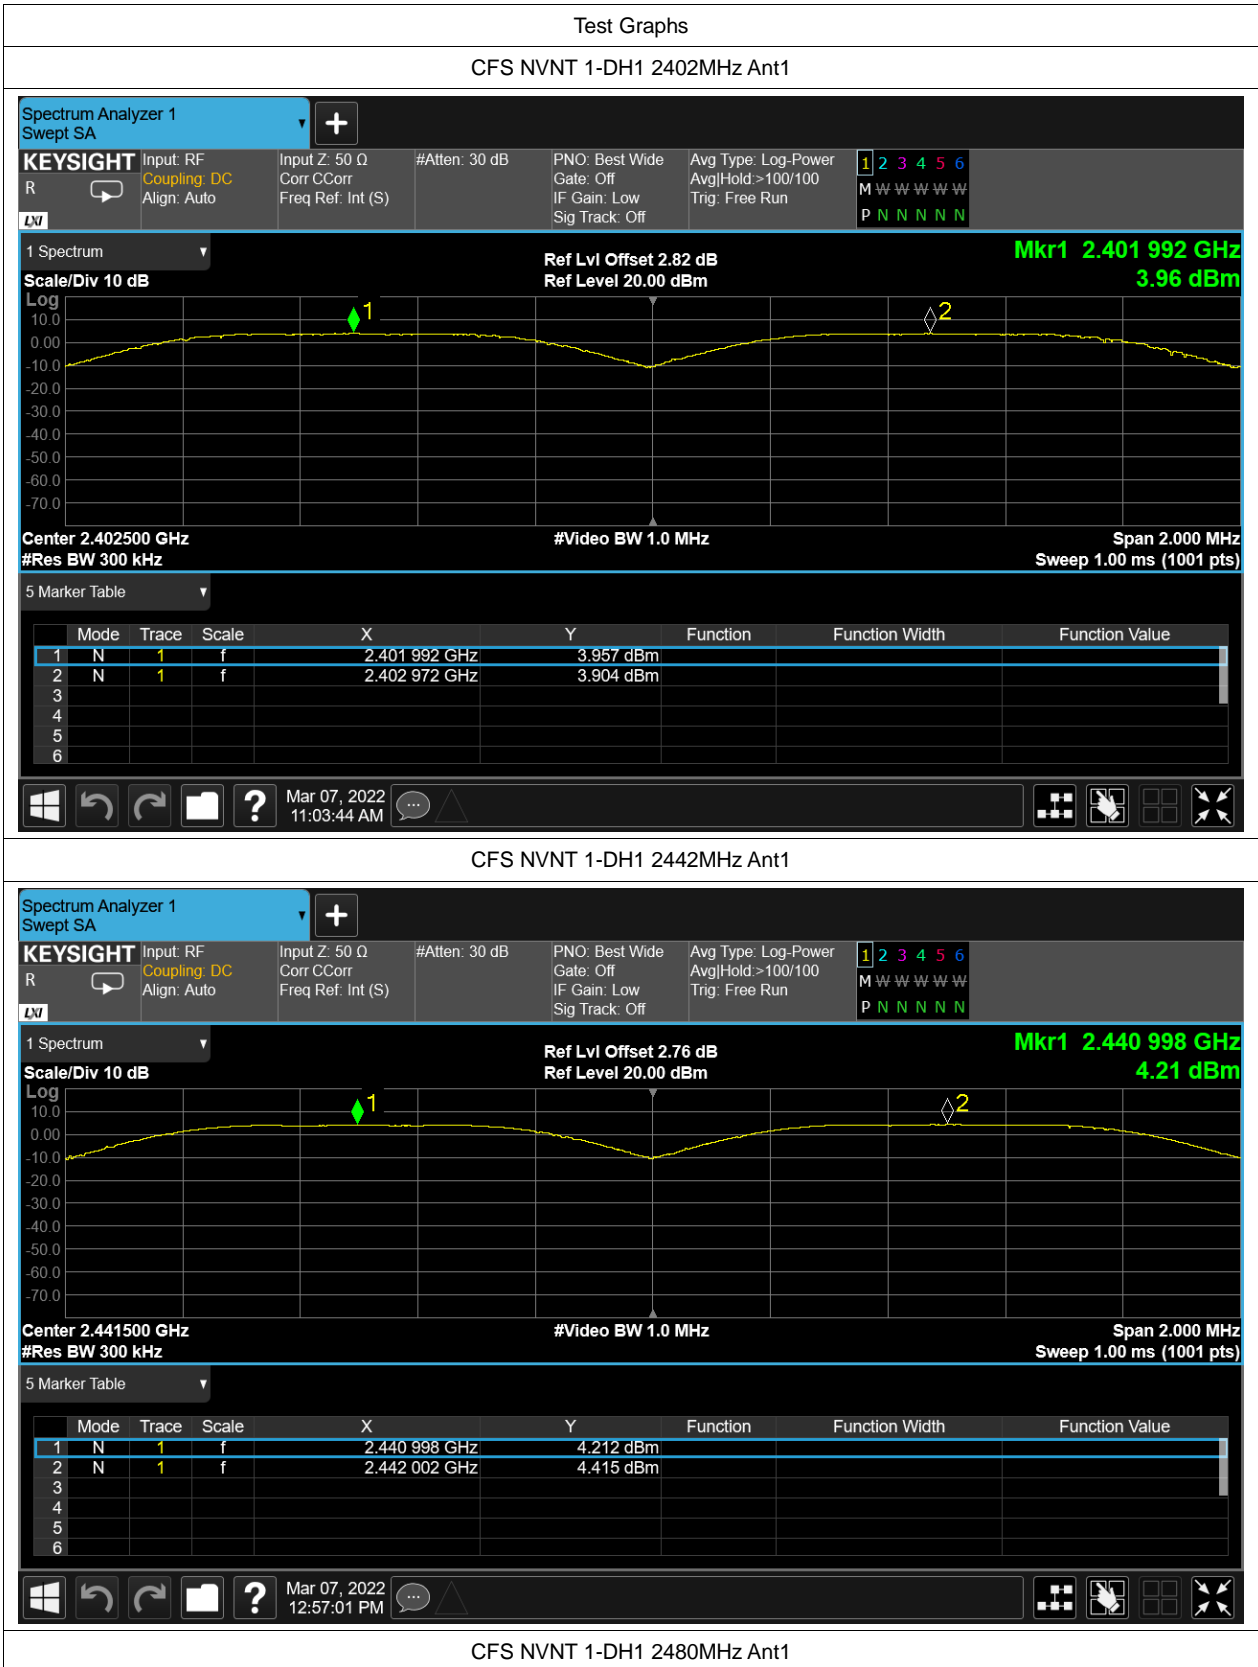 Test Graphs
CFS NVNT 1-DH1 2402MHz Ant1
Spectrum Analyzer 1
Swept SA
KEYSIGHT
R
LXI
Input: RF
Coupling: DC
Align: Auto
Input Z: 50 Ω
Corr CCorr
Freq Ref: Int (S)
#Atten: 30 dB
PNO: Best Wide
Gate: Off
IF Gain: Low
Sig Track: Off
Avg Type: Log-Power
Avg|Hold:>100/100
Trig: Free Run
1 2 3 4 5 6
M W W W W W
P N N N N N
1 Spectrum
Scale/Div 10 dB
Ref Lvl Offset 2.82 dB
Ref Level 20.00 dBm
Mkr1 2.401 992 GHz
3.96 dBm
Log
10.0
0.00
-10.0
-20.0
-30.0
-40.0
-50.0
-60.0
-70.0
1
2
Center 2.402500 GHz
#Res BW 300 kHz
#Video BW 1.0 MHz
Span 2.000 MHz
Sweep 1.00 ms (1001 pts)
5 Marker Table
Mode Trace Scale X Y Function Function Width Function Value
1 N 1 f 2.401 992 GHz 3.957 dBm
2 N 1 f 2.402 972 GHz 3.904 dBm
3
4
5
6
?
Mar 07, 2022
11:03:44 AM
CFS NVNT 1-DH1 2442MHz Ant1
Spectrum Analyzer 1
Swept SA
KEYSIGHT
R
LXI
Input: RF
Coupling: DC
Align: Auto
Input Z: 50 Ω
Corr CCorr
Freq Ref: Int (S)
#Atten: 30 dB
PNO: Best Wide
Gate: Off
IF Gain: Low
Sig Track: Off
Avg Type: Log-Power
Avg|Hold:>100/100
Trig: Free Run
1 2 3 4 5 6
M W W W W W
P N N N N N
1 Spectrum
Scale/Div 10 dB
Ref Lvl Offset 2.76 dB
Ref Level 20.00 dBm
Mkr1 2.440 998 GHz
4.21 dBm
Log
10.0
0.00
-10.0
-20.0
-30.0
-40.0
-50.0
-60.0
-70.0
1
2
Center 2.441500 GHz
#Res BW 300 kHz
#Video BW 1.0 MHz
Span 2.000 MHz
Sweep 1.00 ms (1001 pts)
5 Marker Table
Mode Trace Scale X Y Function Function Width Function Value
1 N 1 f 2.440 998 GHz 4.212 dBm
2 N 1 f 2.442 002 GHz 4.415 dBm
3
4
5
6
?
Mar 07, 2022
12:57:01 PM
CFS NVNT 1-DH1 2480MHz Ant1